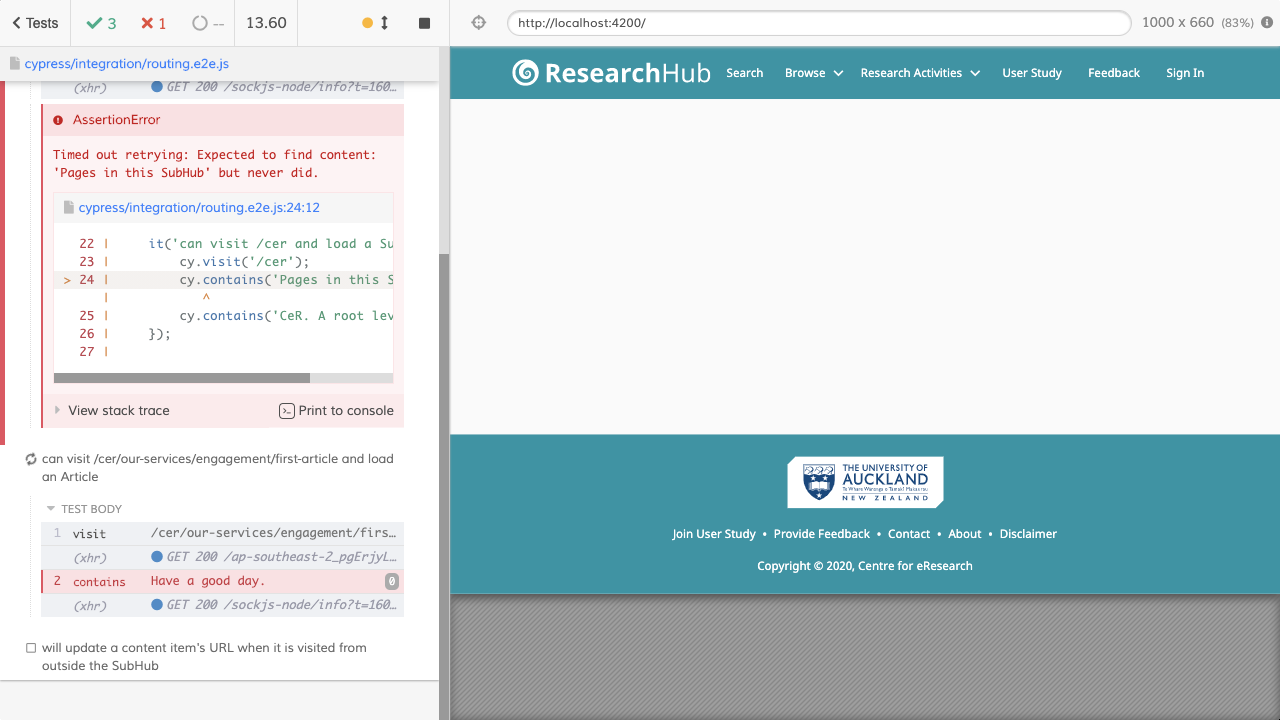 Tests 3 1 -- 13.60
http://localhost:4200/ 1000 x 660 (83%)
cypress/integration/routing.e2e.js
(xhr) GET 200 /sockjs-node/info?t=160…
AssertionError
Timed out retrying: Expected to find content:
'Pages in this SubHub' but never did.
cypress/integration/routing.e2e.js:24:12
22 | it('can visit /cer and load a Su
23 | cy.visit('/cer');
> 24 | cy.contains('Pages in this S
| ^
25 | cy.contains('CeR. A root lev
26 | });
27 |
View stack trace Print to console
can visit /cer/our-services/engagement/first-article and load
an Article
TEST BODY
1 visit /cer/our-services/engagement/firs…
(xhr) GET 200 /ap-southeast-2_pgErjyL…
2 contains Have a good day. 0
(xhr) GET 200 /sockjs-node/info?t=160…
will update a content item's URL when it is visited from
outside the SubHub
ResearchHub Search Browse Research Activities User Study Feedback Sign In
THE UNIVERSITY OF
AUCKLAND
NEW ZEALAND
Join User Study • Provide Feedback • Contact • About • Disclaimer
Copyright © 2020, Centre for eResearch